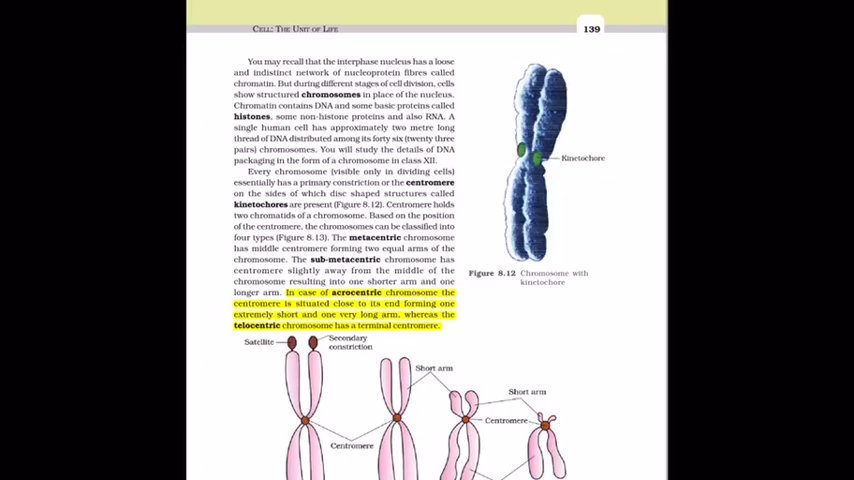 CELL: THE UNIT OF LIFE
139
You may recall that the interphase nucleus has a loose
and indistinct network of nucleoprotein fibres called
chromatin. But during different stages of cell division, cells
show structured chromosomes in place of the nucleus.
Chromatin contains DNA and some basic proteins called
histones, some non-histone proteins and also RNA. A
single human cell has approximately two metre long
thread of DNA distributed among its forty six (twenty three
pairs) chromosomes. You will study the details of DNA
packaging in the form of a chromosome in class XII.
Every chromosome (visible only in dividing cells)
essentially has a primary constriction or the centromere
on the sides of which disc shaped structures called
kinetochores are present (Figure 8.12). Centromere holds
two chromatids of a chromosome. Based on the position
of the centromere, the chromosomes can be classified into
four types (Figure 8.13). The metacentric chromosome
has middle centromere forming two equal arms of the
chromosome. The sub-metacentric chromosome has
centromere slightly away from the middle of the
chromosome resulting into one shorter arm and one
longer arm. In case of acrocentric chromosome the
centromere is situated close to its end forming one
extremely short and one very long arm, whereas the
telocentric chromosome has a terminal centromere.
Kinetochore
Figure 8.12 Chromosome with
kinetochore
Satellite
Secondary
constriction
Short arm
Short arm
Centromere
Centromere